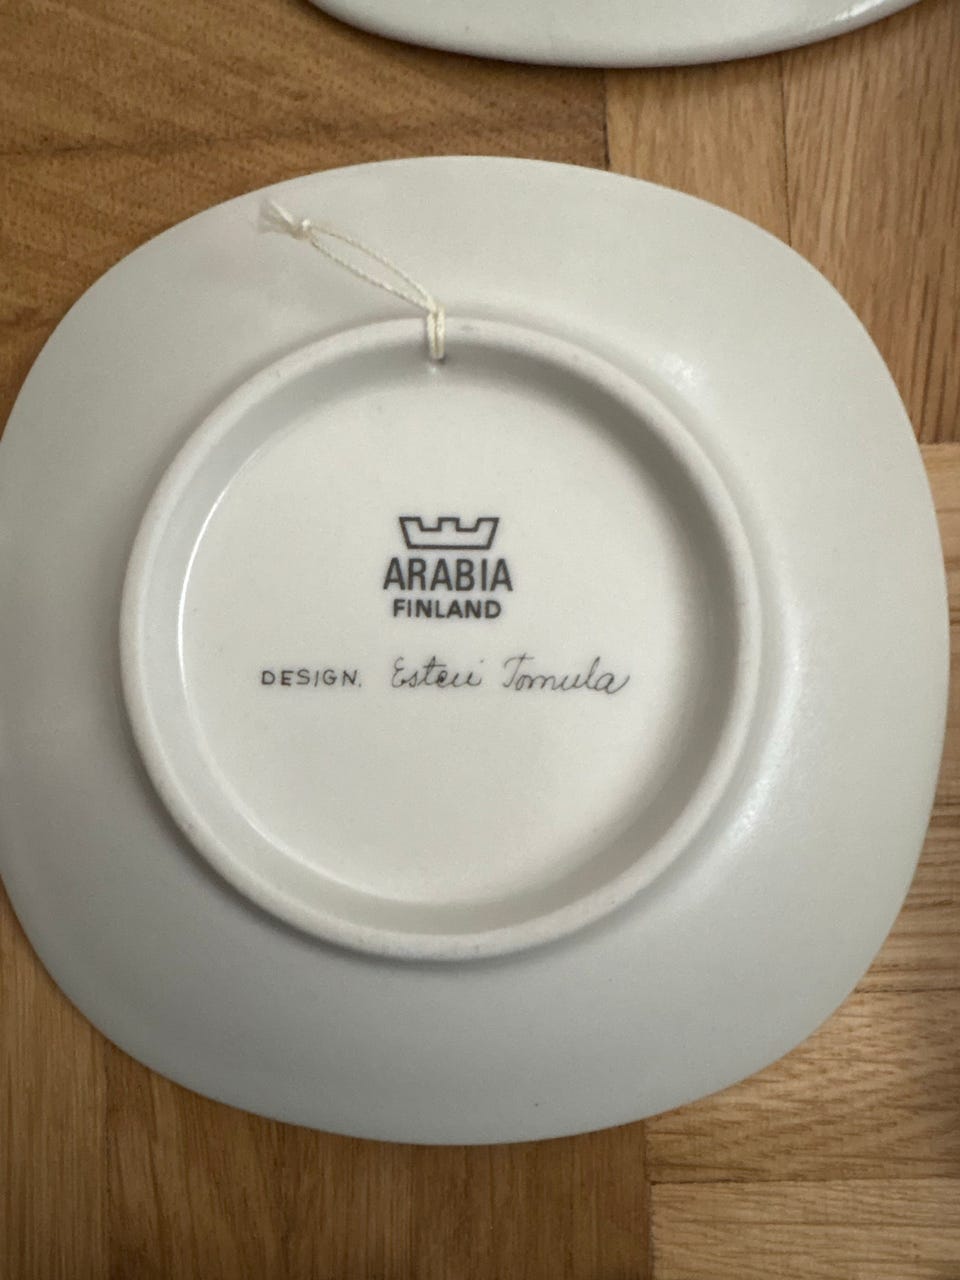 ARABIA
FINLAND
DESIGN. Esteri Tomula